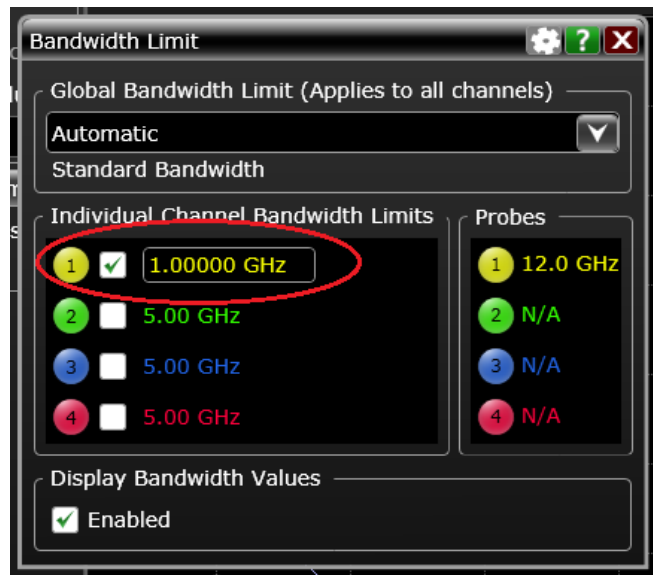 Bandwidth Limit ?
Global Bandwidth Limit (Applies to all channels)
Automatic
Standard Bandwidth
Individual Channel Bandwidth Limits
1 1.00000 GHz
2 5.00 GHz
3 5.00 GHz
4 5.00 GHz
Probes
1 12.0 GHz
2 N/A
3 N/A
4 N/A
Display Bandwidth Values
Enabled